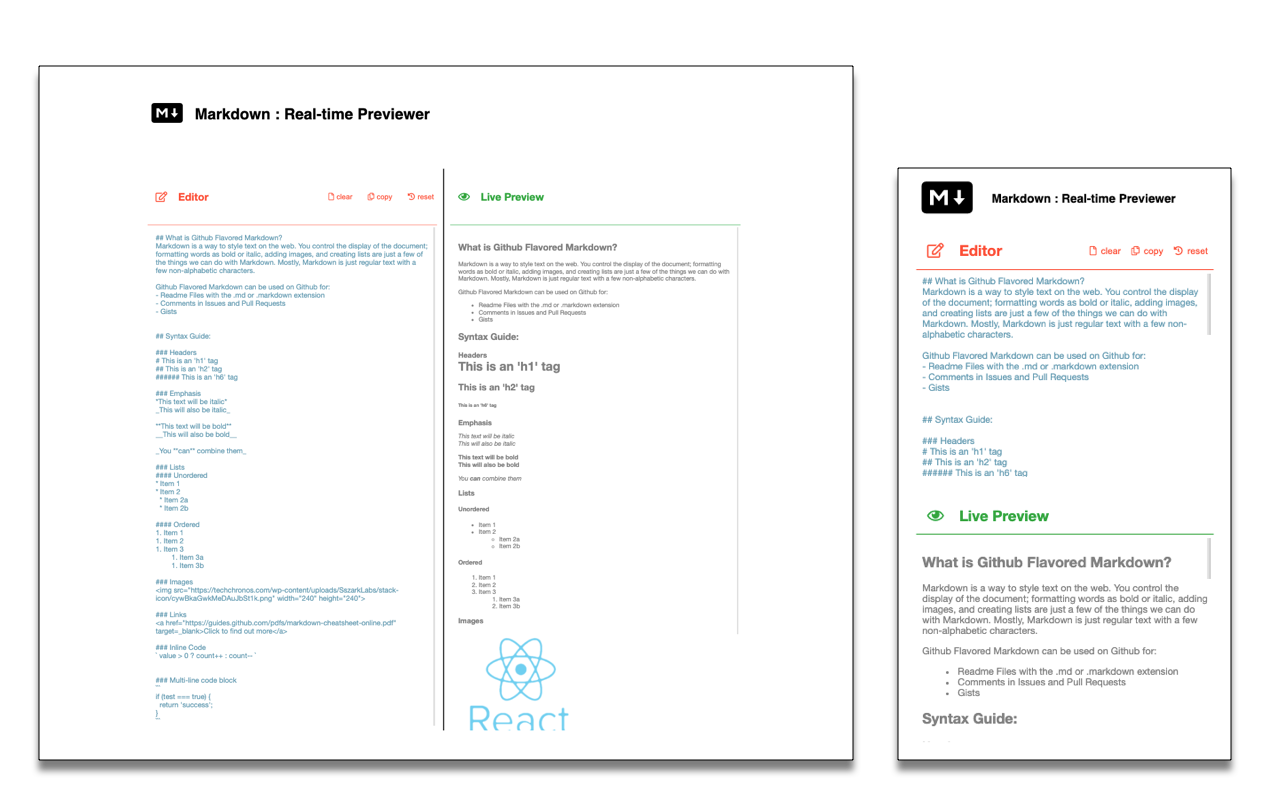 M↓ Markdown : Real-time Previewer
Editor
clear copy reset
## What is Github Flavored Markdown?
Markdown is a way to style text on the web. You control the display of the document;
formatting words as bold or italic, adding images, and creating lists are just a few of
the things we can do with Markdown. Mostly, Markdown is just regular text with a
few non-alphabetic characters.
Github Flavored Markdown can be used on Github for:
- Readme Files with the .md or .markdown extension
- Comments in Issues and Pull Requests
- Gists
## Syntax Guide:
### Headers
# This is an 'h1' tag
## This is an 'h2' tag
###### This is an 'h6' tag
### Emphasis
*This text will be italic*
_This will also be italic_
**This text will be bold**
__This will also be bold__
_You **can** combine them_
### Lists
#### Unordered
* Item 1
* Item 2
* Item 2a
* Item 2b
#### Ordered
1. Item 1
1. Item 2
1. Item 3
1. Item 3a
1. Item 3b
### Images
<img src="https://techchronos.com/wp-content/uploads/SszarkLabs/stack-
icon/cywBkaGwkMeDAuJbSt1k.png" width="240" height="240">
### Links
<a href="https://guides.github.com/pdfs/markdown-cheatsheet-online.pdf"
target=_blank>Click to find out more</a>
### Inline Code
` value > 0 ? count++ : count-- `
### Multi-line code block
```
if (test === true) {
return 'success';
}
```
Live Preview
What is Github Flavored Markdown?
Markdown is a way to style text on the web. You control the display of the document; formatting
words as bold or italic, adding images, and creating lists are just a few of the things we can do with
Markdown. Mostly, Markdown is just regular text with a few non-alphabetic characters.
Github Flavored Markdown can be used on Github for:
• Readme Files with the .md or .markdown extension
• Comments in Issues and Pull Requests
• Gists
Syntax Guide:
Headers
This is an 'h1' tag
This is an 'h2' tag
This is an 'h6' tag
Emphasis
This text will be italic
This will also be italic
This text will be bold
This will also be bold
You can combine them
Lists
Unordered
• Item 1
• Item 2
○ Item 2a
○ Item 2b
Ordered
1. Item 1
2. Item 2
3. Item 3
1. Item 3a
2. Item 3b
Images
React
M↓ Markdown : Real-time Previewer
Editor
clear copy reset
## What is Github Flavored Markdown?
Markdown is a way to style text on the web. You control the display
of the document; formatting words as bold or italic, adding images,
and creating lists are just a few of the things we can do with
Markdown. Mostly, Markdown is just regular text with a few non-
alphabetic characters.
Github Flavored Markdown can be used on Github for:
- Readme Files with the .md or .markdown extension
- Comments in Issues and Pull Requests
- Gists
## Syntax Guide:
### Headers
# This is an 'h1' tag
## This is an 'h2' tag
###### This is an 'h6' tag
Live Preview
What is Github Flavored Markdown?
Markdown is a way to style text on the web. You control the
display of the document; formatting words as bold or italic, adding
images, and creating lists are just a few of the things we can do
with Markdown. Mostly, Markdown is just regular text with a few
non-alphabetic characters.
Github Flavored Markdown can be used on Github for:
• Readme Files with the .md or .markdown extension
• Comments in Issues and Pull Requests
• Gists
Syntax Guide: